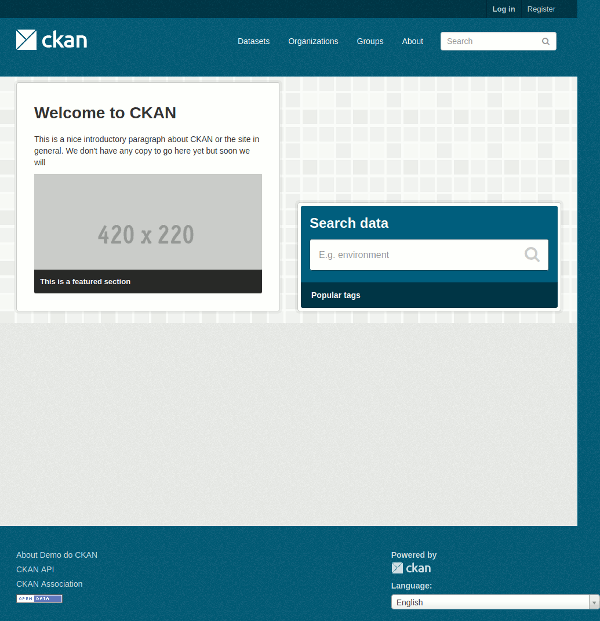 Log in Register
ckan
Datasets Organizations Groups About Search
Welcome to CKAN
This is a nice introductory paragraph about CKAN or the site in
general. We don't have any copy to go here yet but soon we
will
420 x 220
This is a featured section
Search data
E.g. environment
Popular tags
About Demo do CKAN
CKAN API
CKAN Association
OPEN DATA
Powered by
ckan
Language:
English